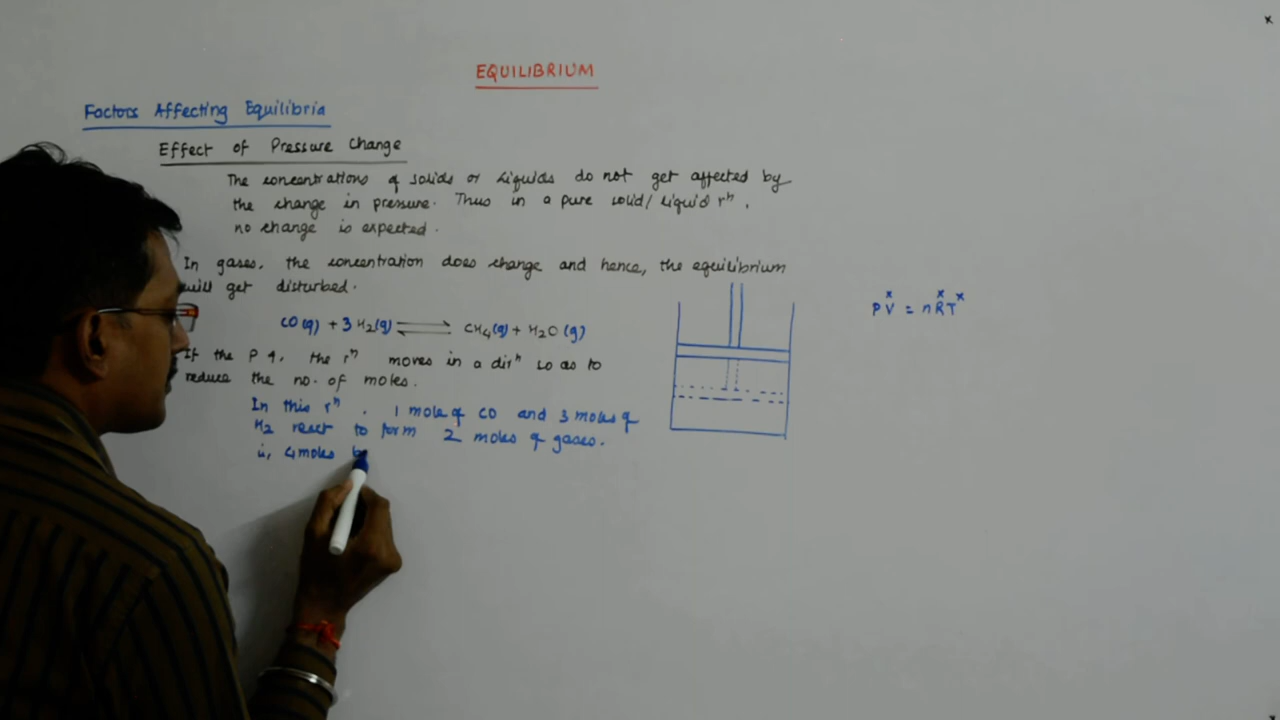 EQUILIBRIUM
Factors Affecting Equilibria
Effect of Pressure Change
The concentrations of solids or liquids do not get affected by
the change in pressure. Thus in a pure solid/liquid rⁿ,
no change is expected.
In gases, the concentration does change and hence, the equilibrium
will get disturbed.
CO(g) + 3 H₂(g) ⇌ CH₄(g) + H₂O(g)
If the P ↑, the rⁿ moves in a dirⁿ so as to
reduce the no. of moles.
In this rⁿ, 1 mole of CO and 3 moles of
H₂ react to form 2 moles of gases.
ie, 4 moles
x x x
PV = nRT